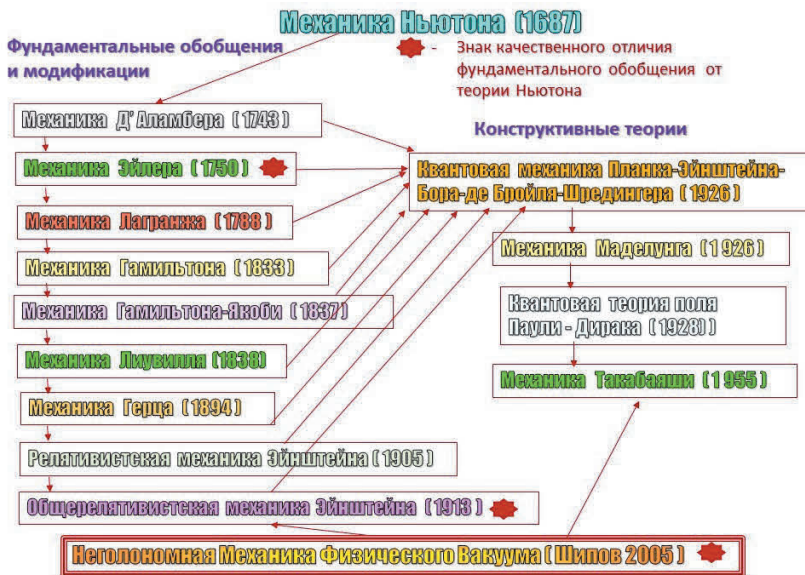 Механика Ньютона (1687)
Фундаментальные обобщения
и модификации
- Знак качественного отличия
фундаментального обобщения от
теории Ньютона
Механика Д'Аламбера (1743)
Механика Эйлера (1750)
Механика Лагранжа (1788)
Механика Гамильтона (1833)
Механика Гамильтона-Якоби (1837)
Механика Лиувилля (1838)
Механика Герца (1894)
Релятивистская механика Эйнштейна (1905)
Общерелятивистская механика Эйнштейна (1913)
Конструктивные теории
Квантовая механика Планка-Эйнштейна-
Бора-де Бройля-Шредингера (1926)
Механика Маделунга (1926)
Квантовая теория поля
Паули - Дирака (1928))
Механика Такабаяши (1955)
Неголономная Механика Физического Вакуума (Шипов 2005)